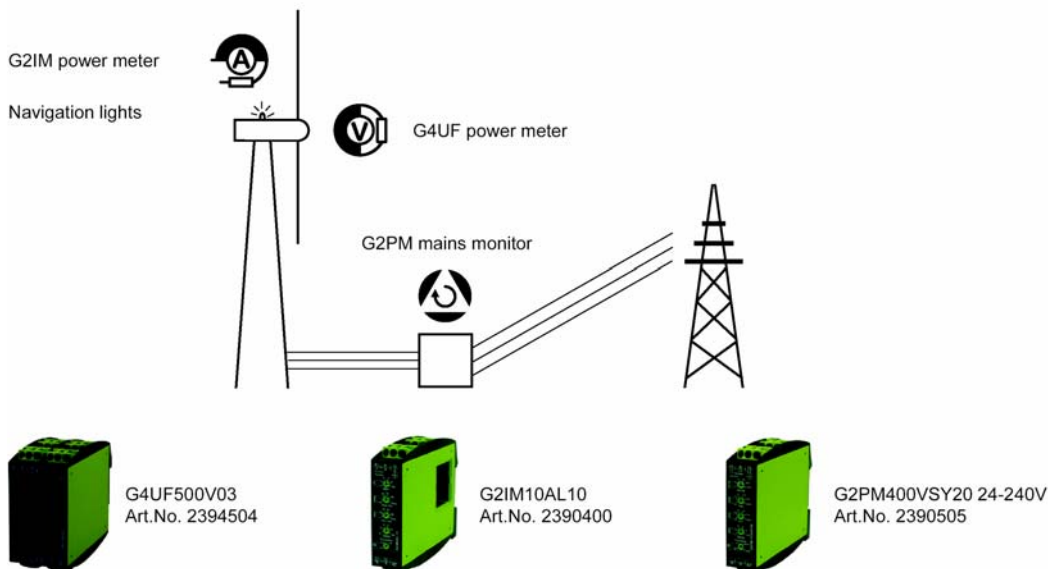 G2IM power meter
A
Navigation lights
V
G4UF power meter
G2PM mains monitor
G4UF500V03
Art.No. 2394504
G2IM10AL10
Art.No. 2390400
G2PM400VSY20 24-240V
Art.No. 2390505